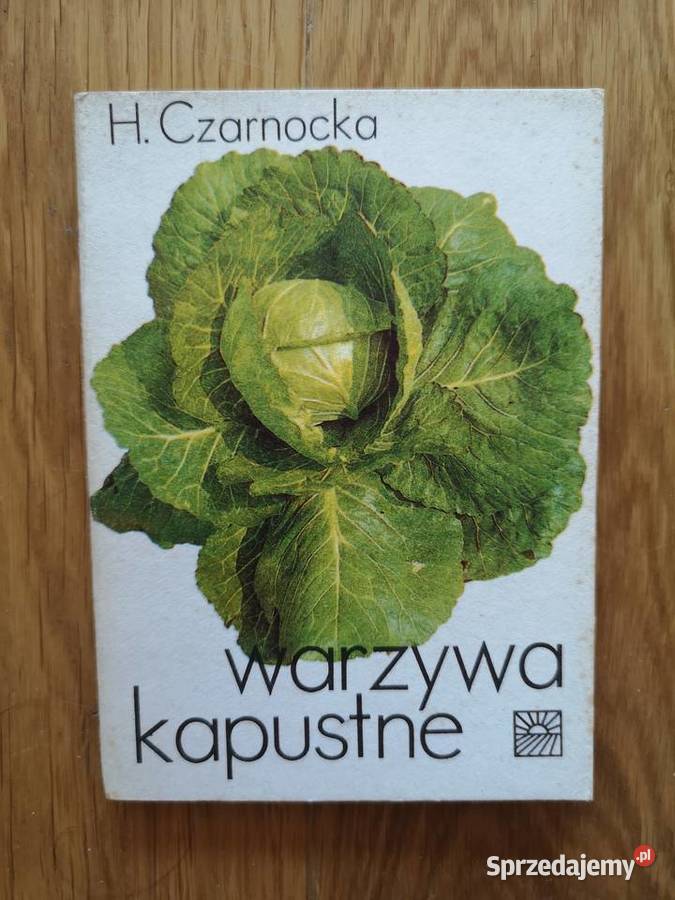 H. Czarnocka
warzywa
kapustne
Sprzedajemy.pl